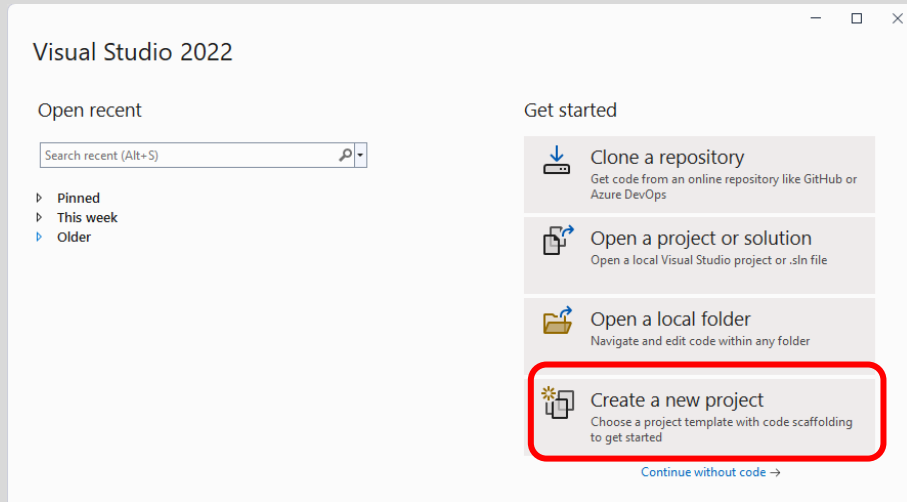 Visual Studio 2022
Open recent
Search recent (Alt+S)
Pinned
This week
Older
Get started
Clone a repository
Get code from an online repository like GitHub or
Azure DevOps
Open a project or solution
Open a local Visual Studio project or .sln file
Open a local folder
Navigate and edit code within any folder
Create a new project
Choose a project template with code scaffolding
to get started
Continue without code →